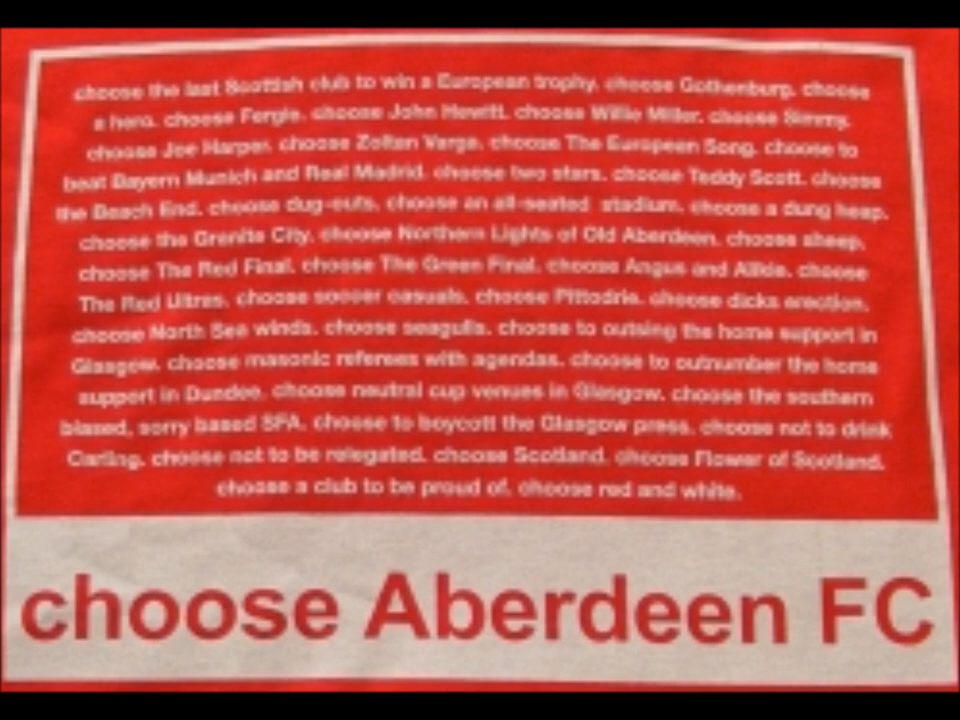 choose the last Scottish club to win a European trophy. choose Gothenburg. choose
a hero. choose Fergie. choose John Hewitt. choose Willie Miller. choose Simmy.
choose Joe Harper. choose Zoltan Varga. choose The European Song. choose to
beat Bayern Munich and Real Madrid. choose two stars. choose Teddy Scott. choose
the Beach End. choose dug-outs. choose an all-seated stadium. choose a dung heap.
choose the Granite City. choose Northern Lights of Old Aberdeen. choose sheep.
choose The Red Final. choose The Green Final. choose Angus and Allkie. choose
The Red Ultras. choose soccer casuals. choose Pittodrie. choose dicks erection.
choose North Sea winds. choose seagulls. choose to outsing the home support in
Glasgow. choose masonic referees with agendas. choose to outnumber the home
support in Dundee. choose neutral cup venues in Glasgow. choose the southern
biased, sorry based SFA. choose to boycott the Glasgow press. choose not to drink
Carling. choose not to be relegated. choose Scotland. choose Flower of Scotland.
choose a club to be proud of. choose red and white.
choose Aberdeen FC